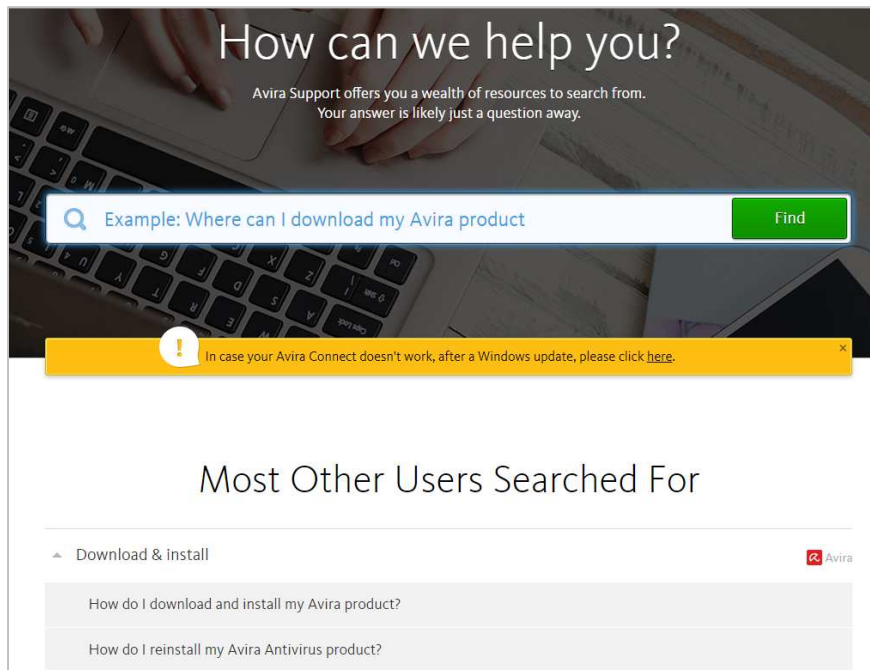 How can we help you?
Avira Support offers you a wealth of resources to search from.
Your answer is likely just a question away.
Example: Where can I download my Avira product
Find
! In case your Avira Connect doesn't work, after a Windows update, please click here.
Most Other Users Searched For
Download & install
Avira
How do I download and install my Avira product?
How do I reinstall my Avira Antivirus product?